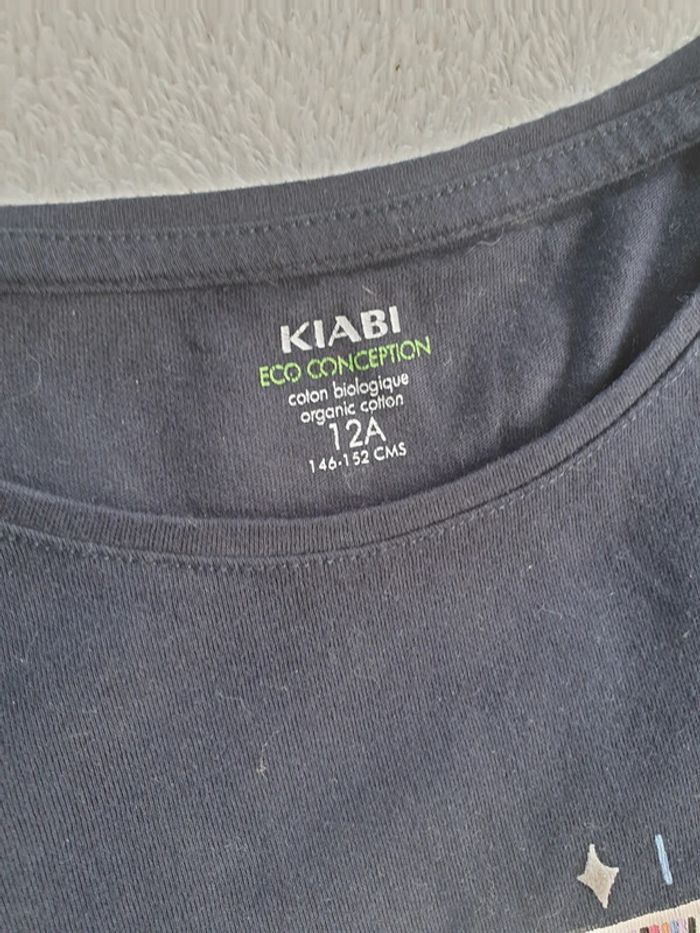 KIABI
ECO CONCEPTION
coton biologique
organic cotton
12A
146-152 CMS